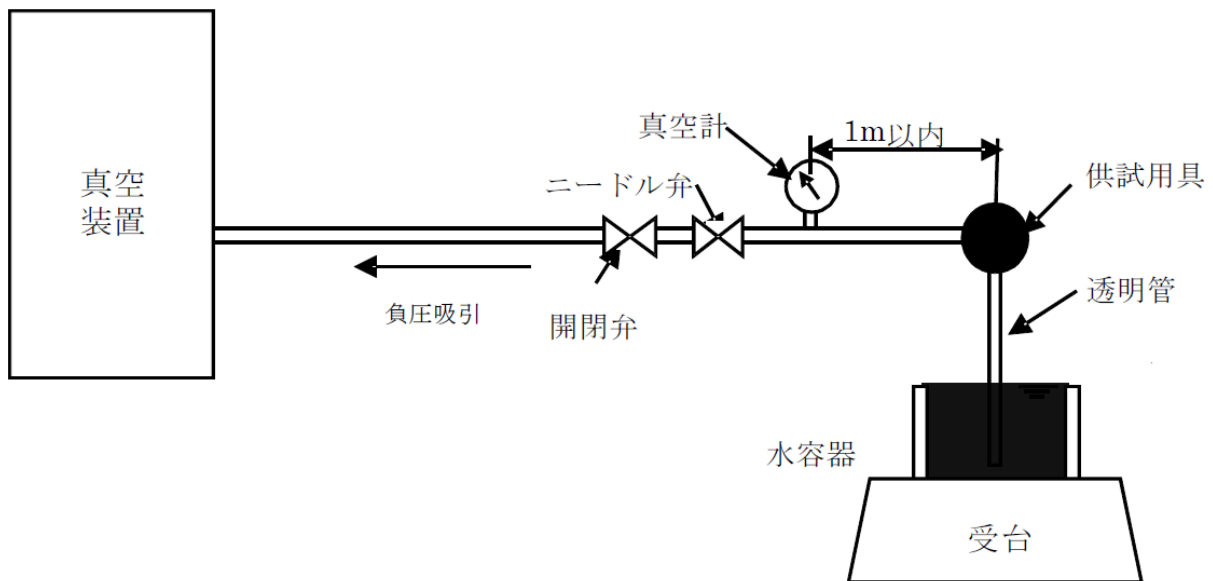 真空
装置
真空計
1m以内
ニードル弁
供試用具
負圧吸引
開閉弁
透明管
水容器
受台